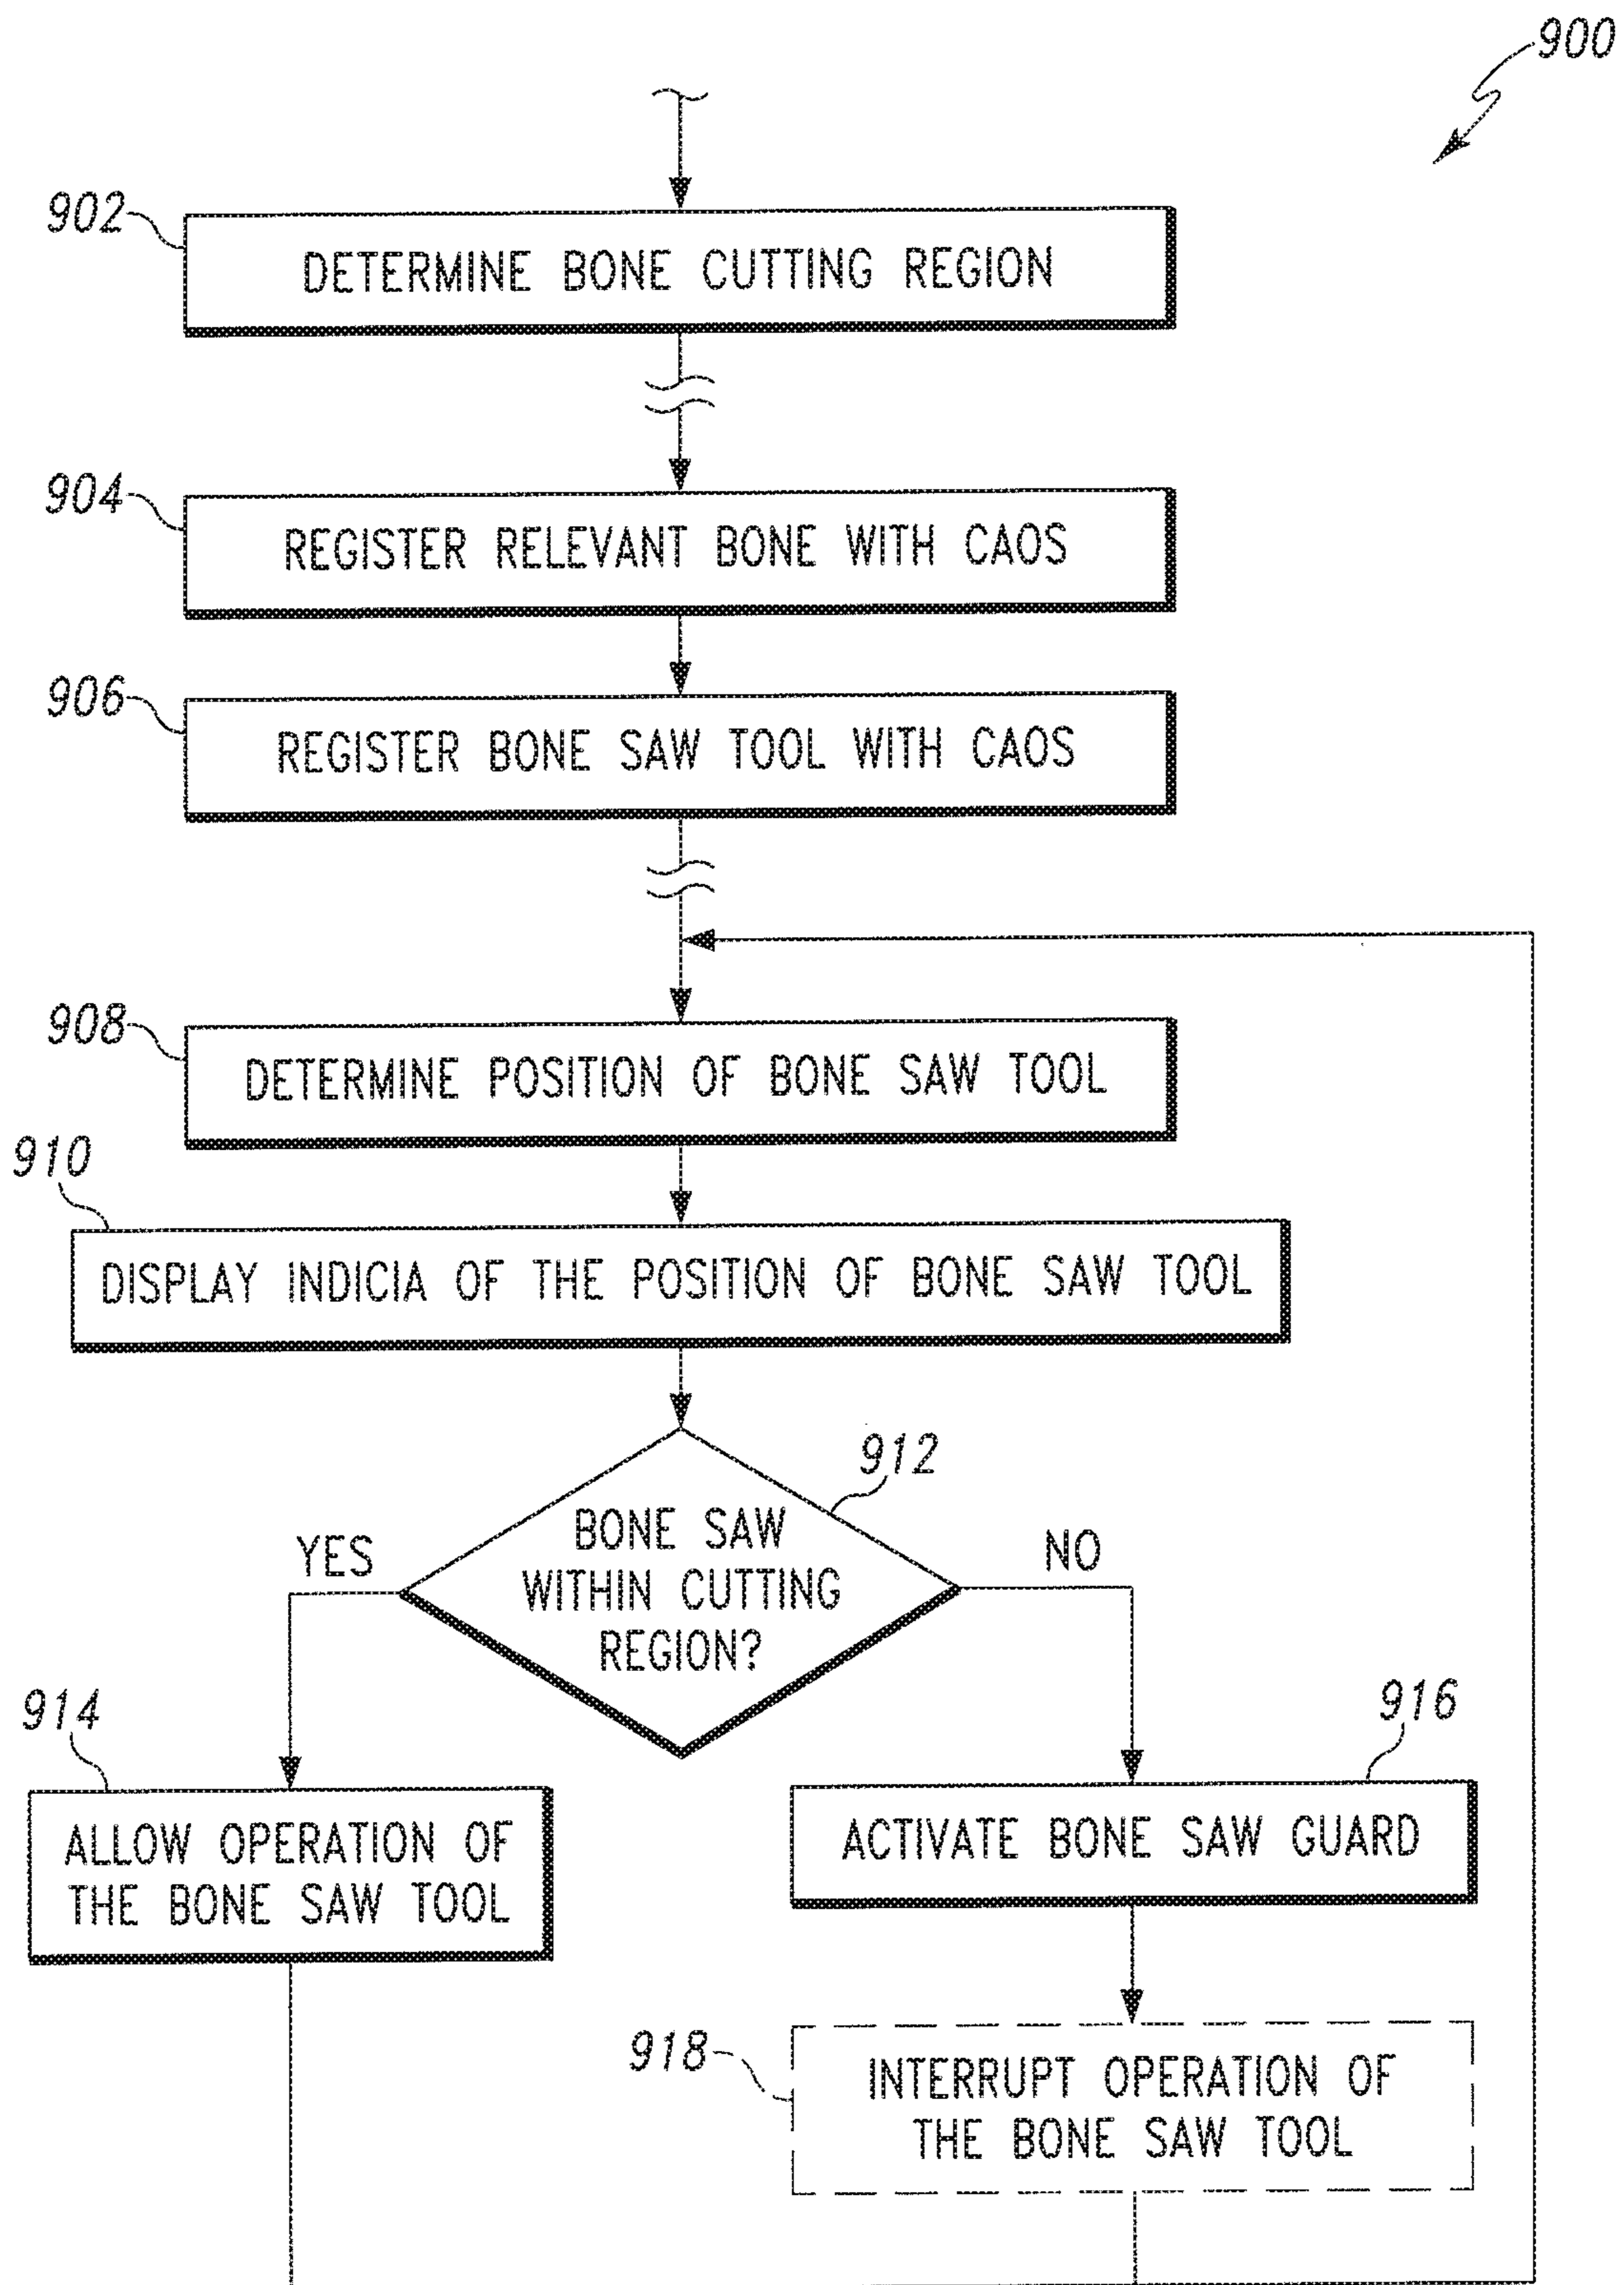 900
902
DETERMINE BONE CUTTING REGION
904
REGISTER RELEVANT BONE WITH CAOS
906
REGISTER BONE SAW TOOL WITH CAOS
908
DETERMINE POSITION OF BONE SAW TOOL
910
DISPLAY INDICIA OF THE POSITION OF BONE SAW TOOL
912
BONE SAW
WITHIN CUTTING
REGION?
YES
NO
914
ALLOW OPERATION OF
THE BONE SAW TOOL
916
ACTIVATE BONE SAW GUARD
918
INTERRUPT OPERATION OF
THE BONE SAW TOOL